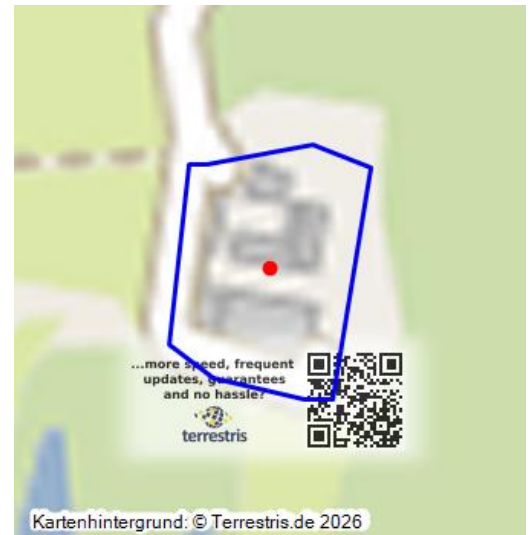 ...more speed, frequent
updates, guarantees
and no hassle?
terrestris
Kartenhintergrund: © Terrestris.de 2026